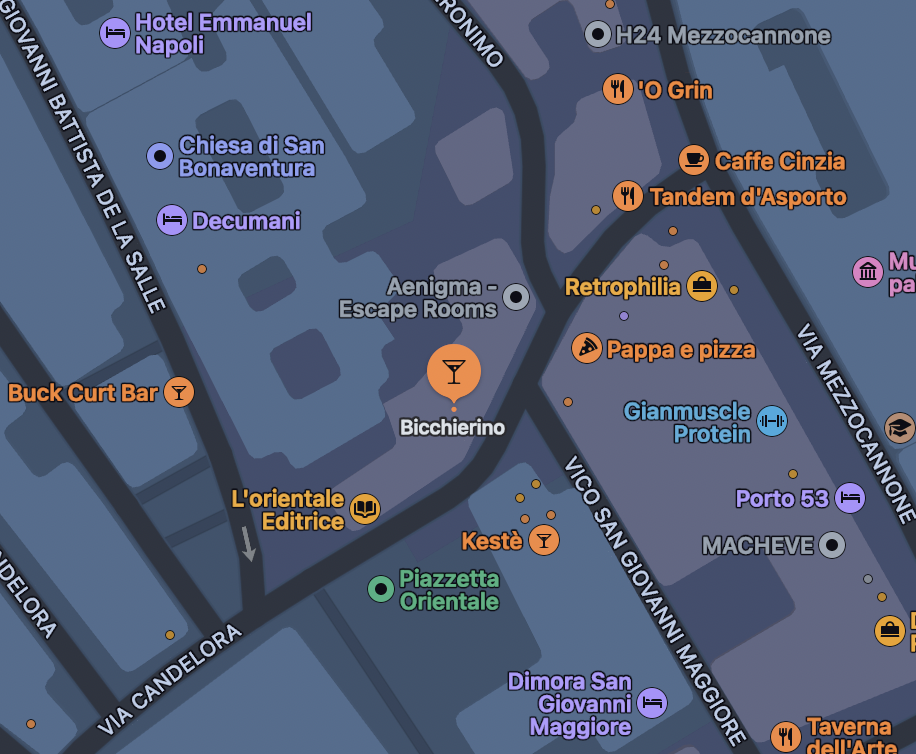 GIOVANNI BATTISTA DE LA SALLE
Hotel Emmanuel
Napoli
RONIMO
H24 Mezzocannone
'O Grin
Chiesa di San
Bonaventura
Caffe Cinzia
Tandem d'Asporto
Decumani
Aenigma -
Escape Rooms
Retrophilia
Mu
pa
Pappa e pizza
VIA MEZZOCANNONE
Buck Curt Bar
Bicchierino
Gianmuscle
Protein
L'orientale
Editrice
Porto 53
Kestè
MACHEVE
VICO SAN GIOVANNI MAGGIORE
Piazzetta
Orientale
NDELORA
VIA CANDELORA
Dimora San
Giovanni
Maggiore
Taverna
dell'Arte